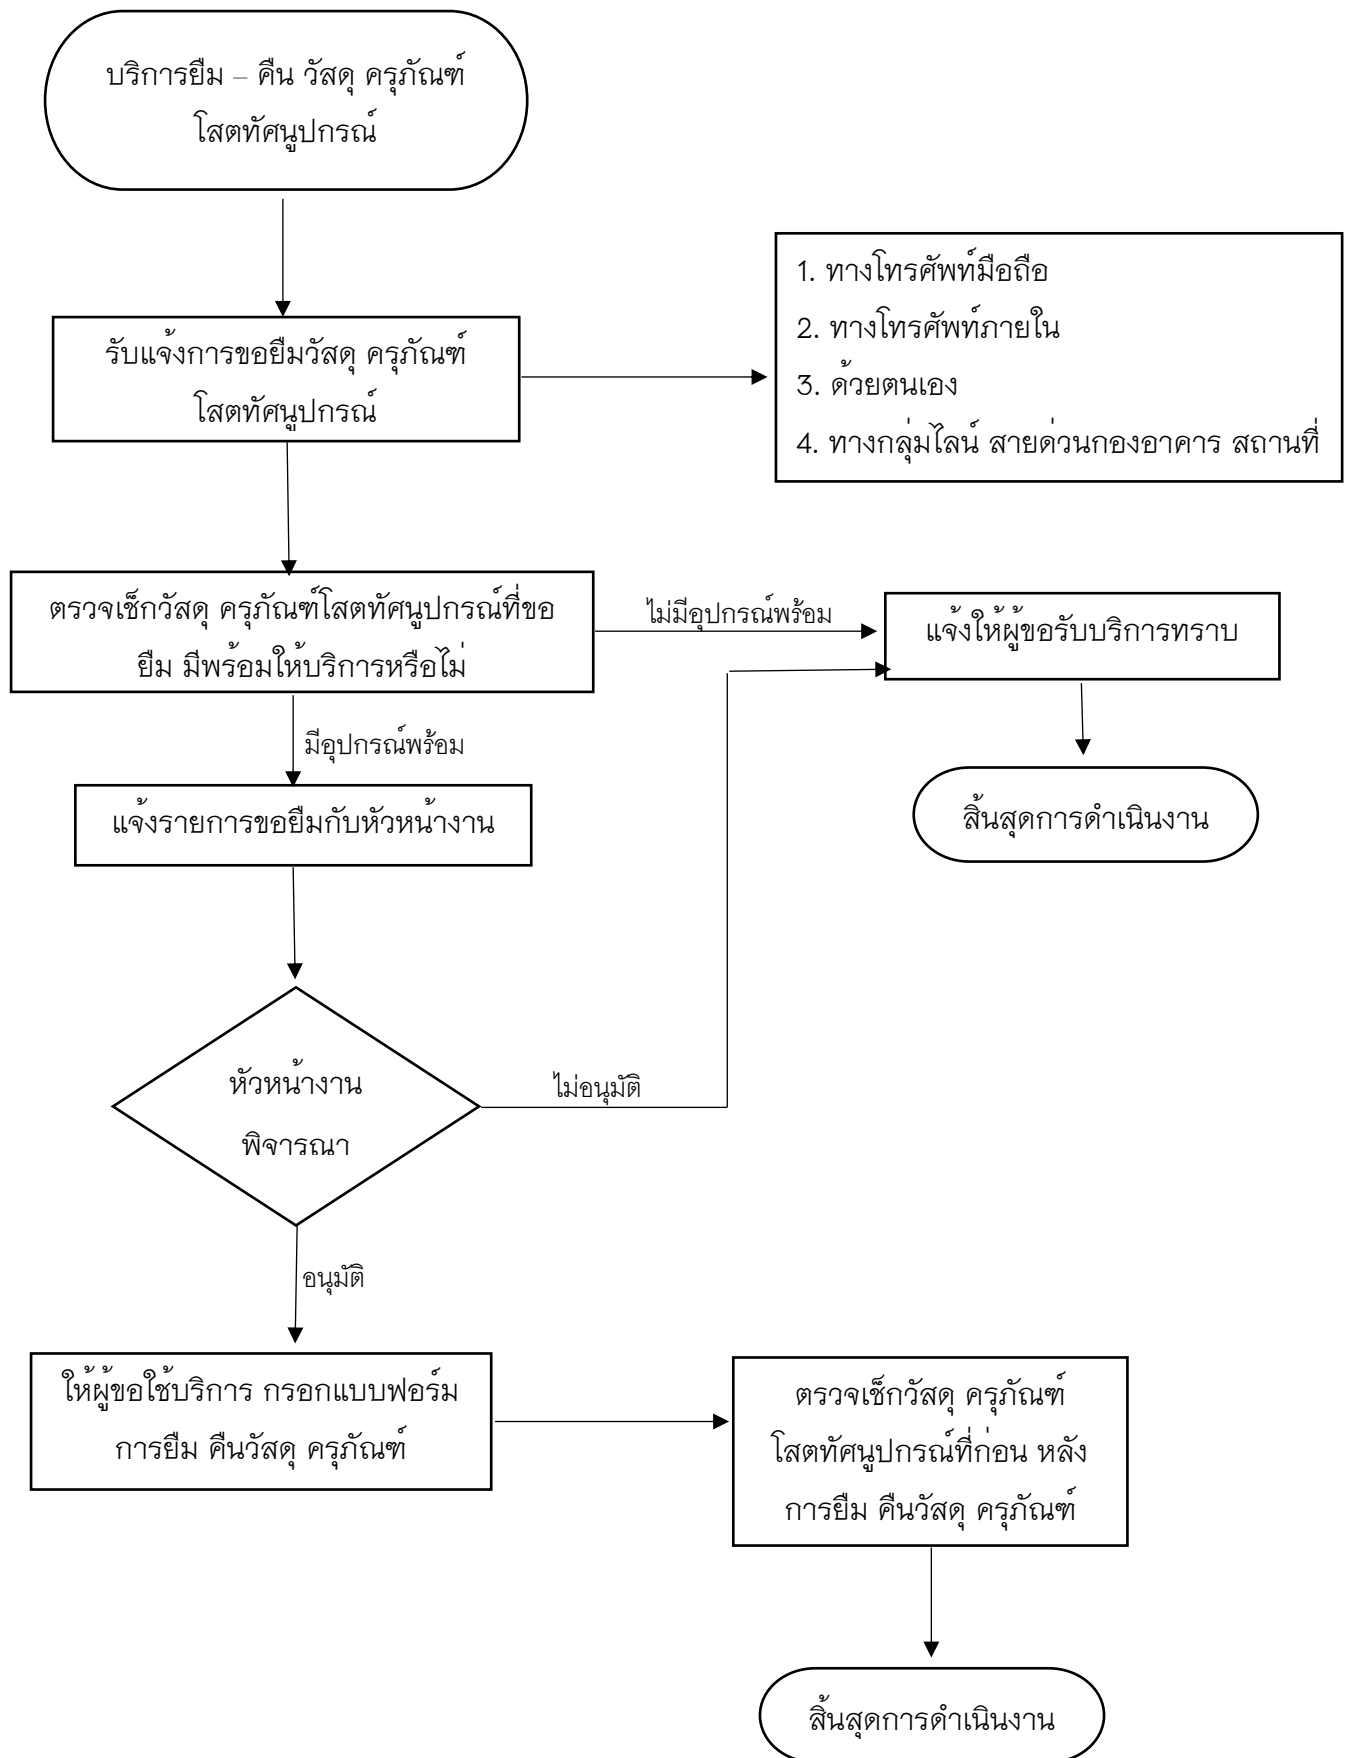 บริการยืม – คืน วัสดุ ครุภัณฑ์
โสตทัศนูปกรณ์
รับแจ้งการขอยืมวัสดุ ครุภัณฑ์
โสตทัศนูปกรณ์
1. ทางโทรศัพท์มือถือ
2. ทางโทรศัพท์ภายใน
3. ด้วยตนเอง
4. ทางกลุ่มไลน์ สายด่วนกองอาคาร สถานที่
ตรวจเช็กวัสดุ ครุภัณฑ์โสตทัศนูปกรณ์ที่ขอ
ยืม มีพร้อมให้บริการหรือไม่
ไม่มีอุปกรณ์พร้อม
แจ้งให้ผู้ขอรับบริการทราบ
มีอุปกรณ์พร้อม
แจ้งรายการขอยืมกับหัวหน้างาน
สิ้นสุดการดำเนินงาน
หัวหน้างาน
พิจารณา
ไม่อนุมัติ
อนุมัติ
ให้ผู้ขอใช้บริการ กรอกแบบฟอร์ม
การยืม คืนวัสดุ ครุภัณฑ์
ตรวจเช็กวัสดุ ครุภัณฑ์
โสตทัศนูปกรณ์ที่ก่อน หลัง
การยืม คืนวัสดุ ครุภัณฑ์
สิ้นสุดการดำเนินงาน